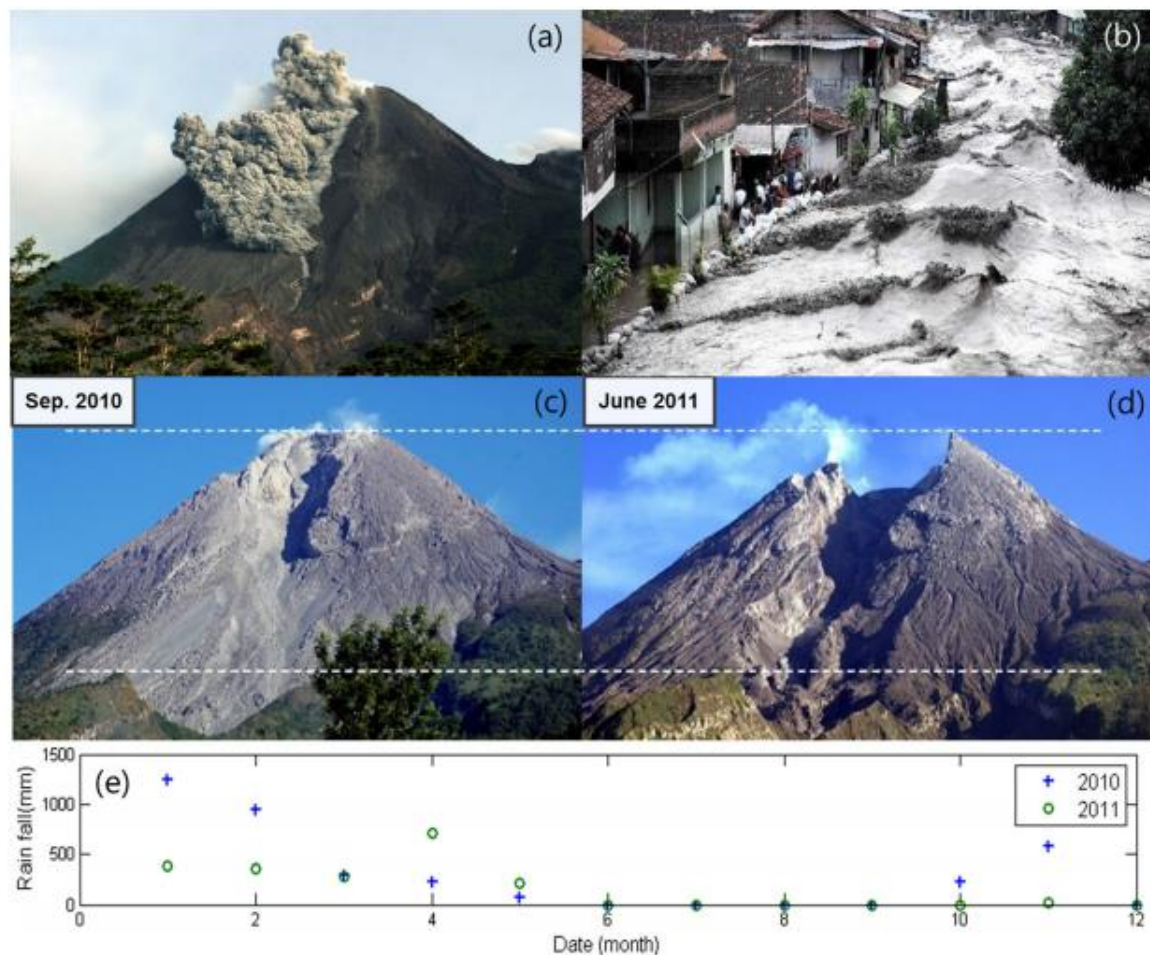 (a)
(b)
Sep. 2010
(c)
June 2011
(d)
(e)
1500
1000
500
0
Rain fall(mm)
+ 2010
o 2011
0 2 4 6 8 10 12
Date (month)